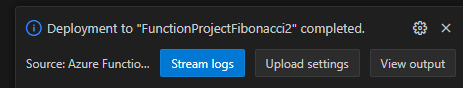 Deployment to "FunctionProjectFibonacci2" completed.
Source: Azure Functio... Stream logs Upload settings View output